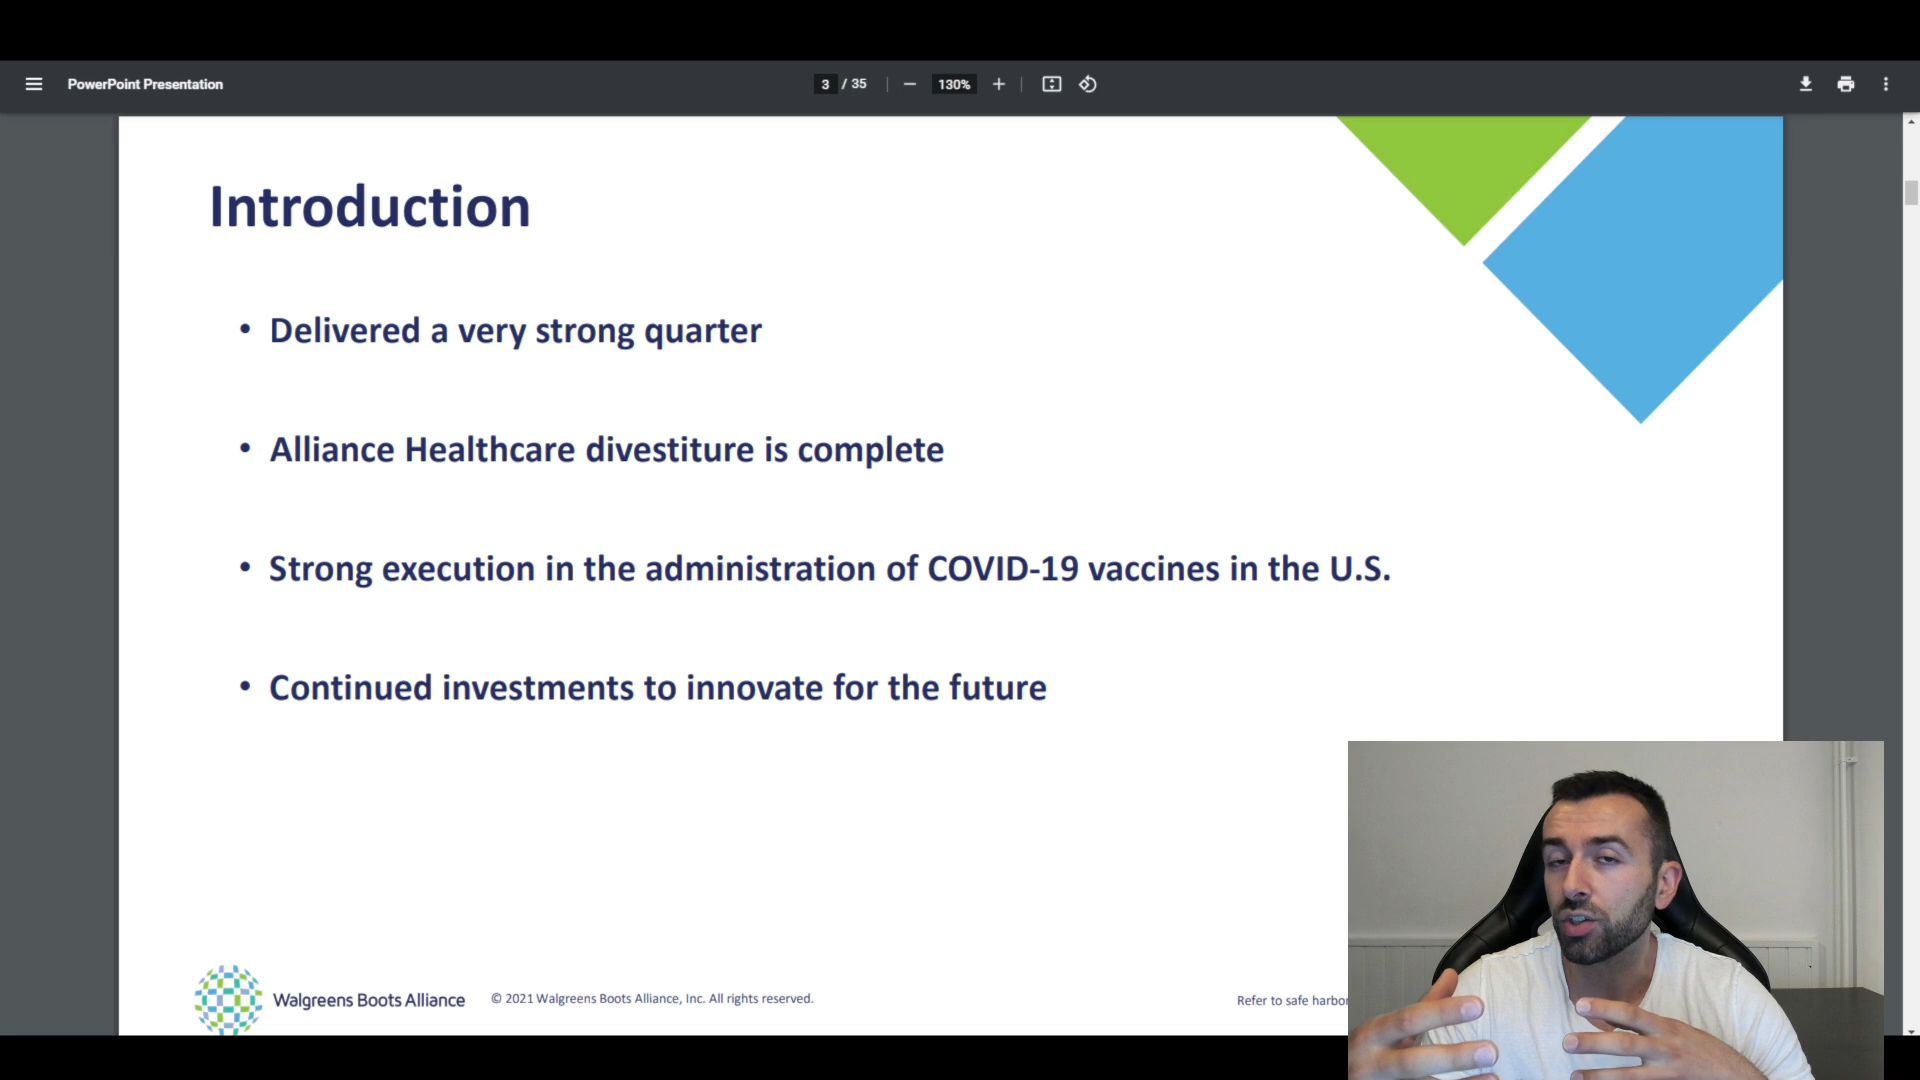 PowerPoint Presentation
3 / 35
130%
Introduction
• Delivered a very strong quarter
• Alliance Healthcare divestiture is complete
• Strong execution in the administration of COVID-19 vaccines in the U.S.
• Continued investments to innovate for the future
Walgreens Boots Alliance
© 2021 Walgreens Boots Alliance, Inc. All rights reserved.
Refer to safe harbor